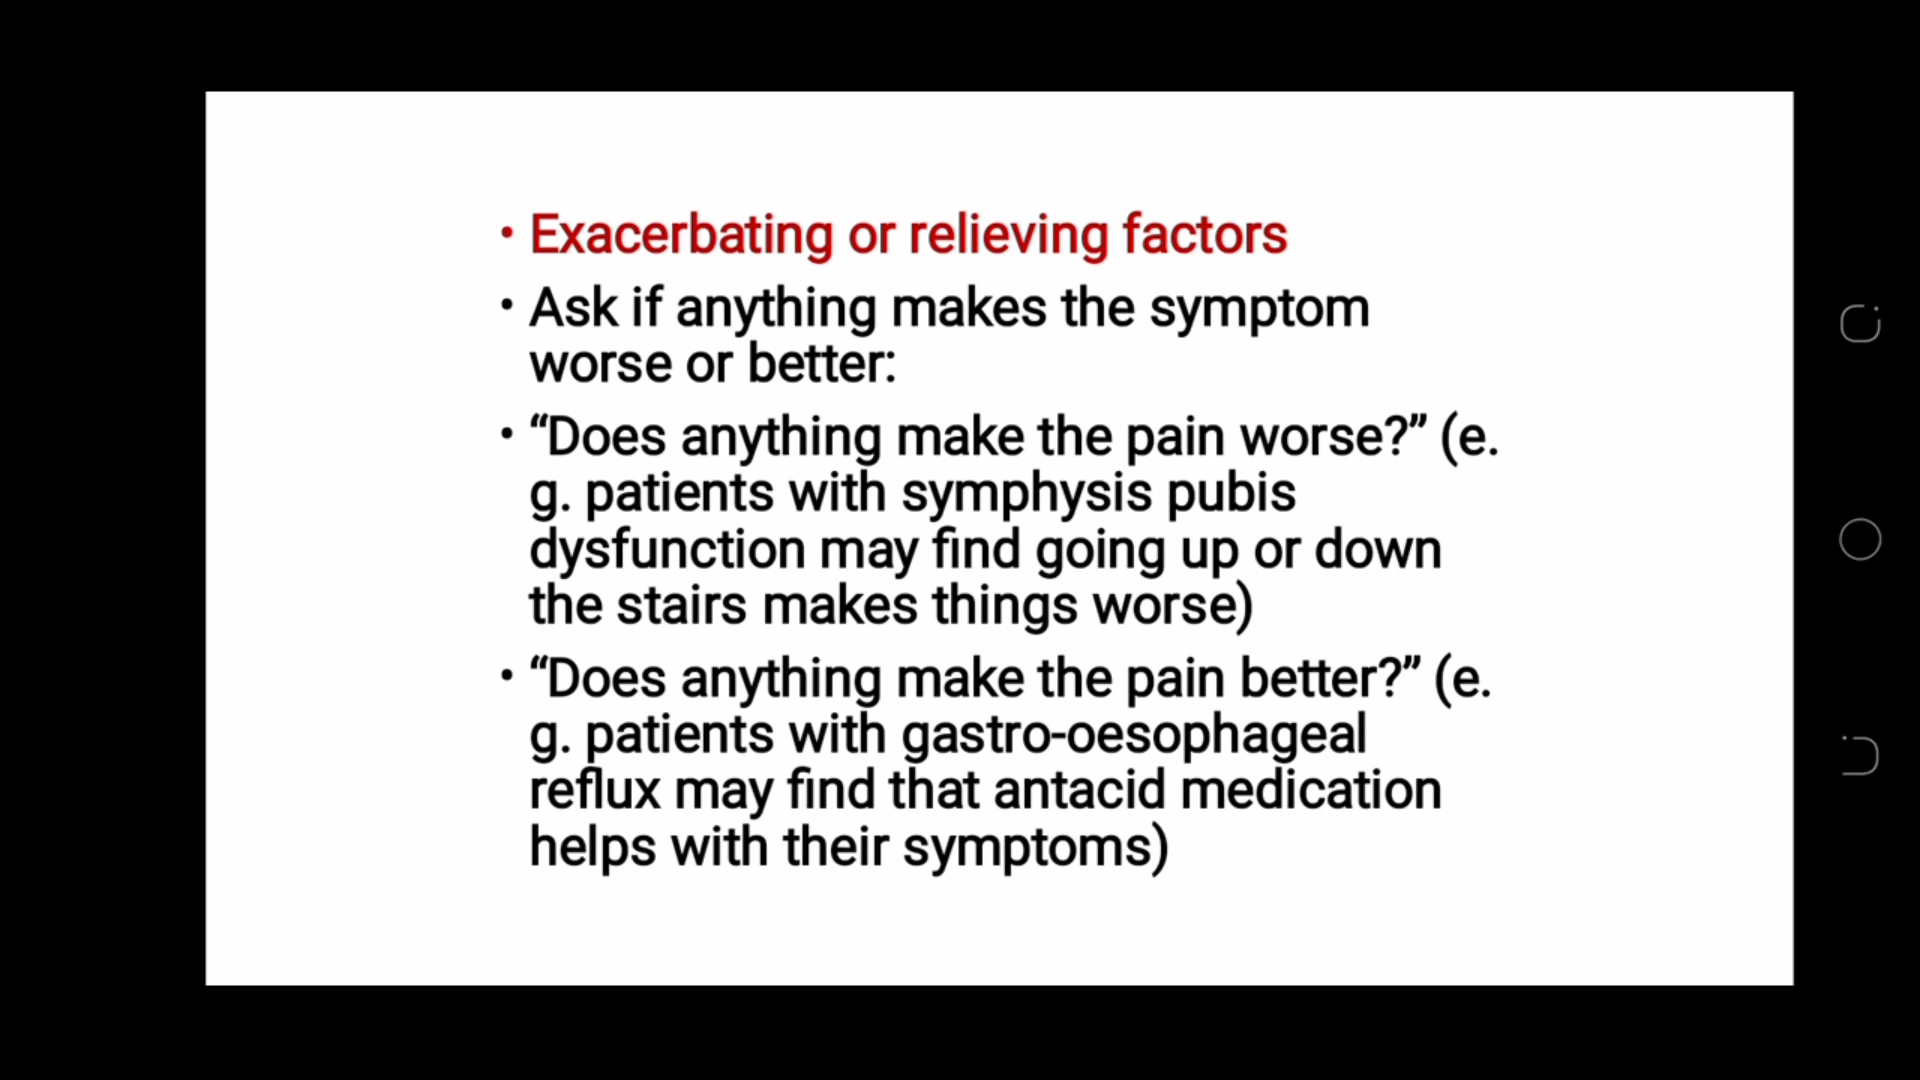 • Exacerbating or relieving factors
• Ask if anything makes the symptom
worse or better:
• “Does anything make the pain worse?” (e.
g. patients with symphysis pubis
dysfunction may find going up or down
the stairs makes things worse)
• “Does anything make the pain better?” (e.
g. patients with gastro-oesophageal
reflux may find that antacid medication
helps with their symptoms)